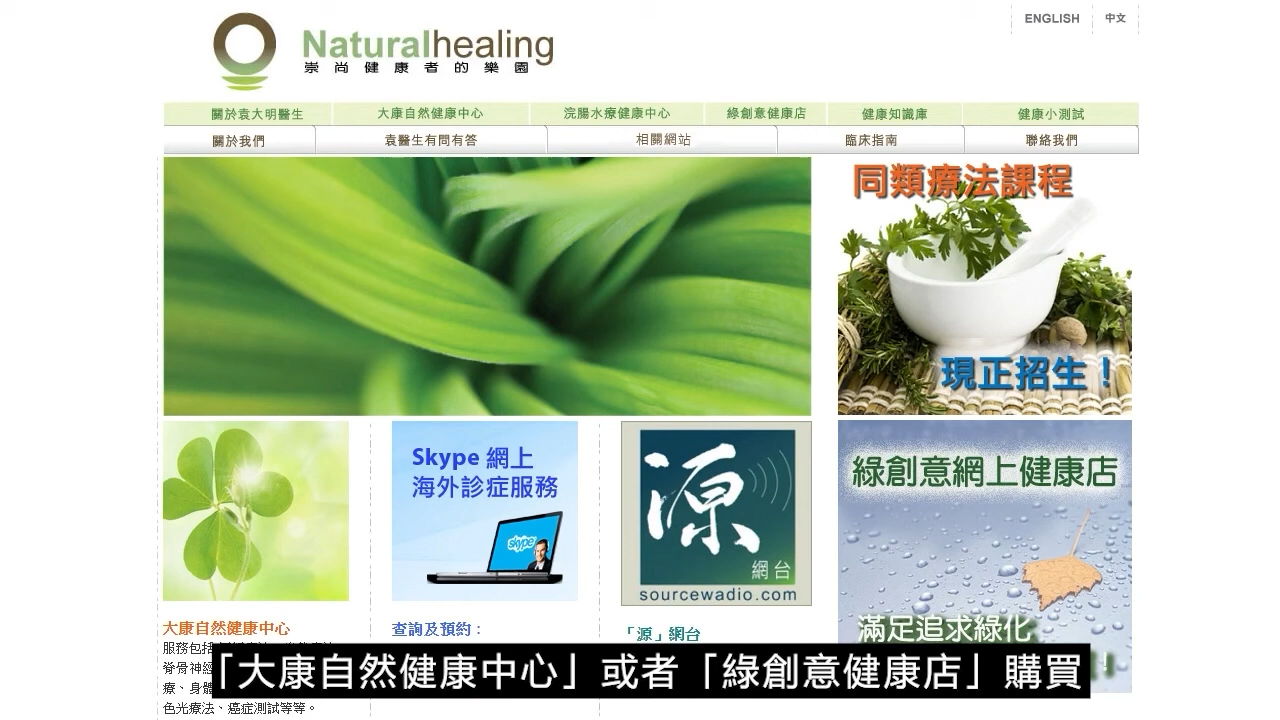 ENGLISH
中文
Naturalhealing
崇尚健康者的樂園
關於袁大明醫生
大康自然健康中心
浣腸水療健康中心
綠創意健康店
健康知識庫
健康小測試
關於我們
袁醫生有問有答
相關網站
臨床指南
聯絡我們
同類療法課程
現正招生！
Skype 網上
海外診症服務
skype
源
網台
sourcewadio.com
綠創意網上健康店
滿足追求綠化
大康自然健康中心
服務包括
脊骨神經
療、身體
色光療法、癌症測試等等。
查詢及預約：
「源」網台
「大康自然健康中心」或者「綠創意健康店」購買